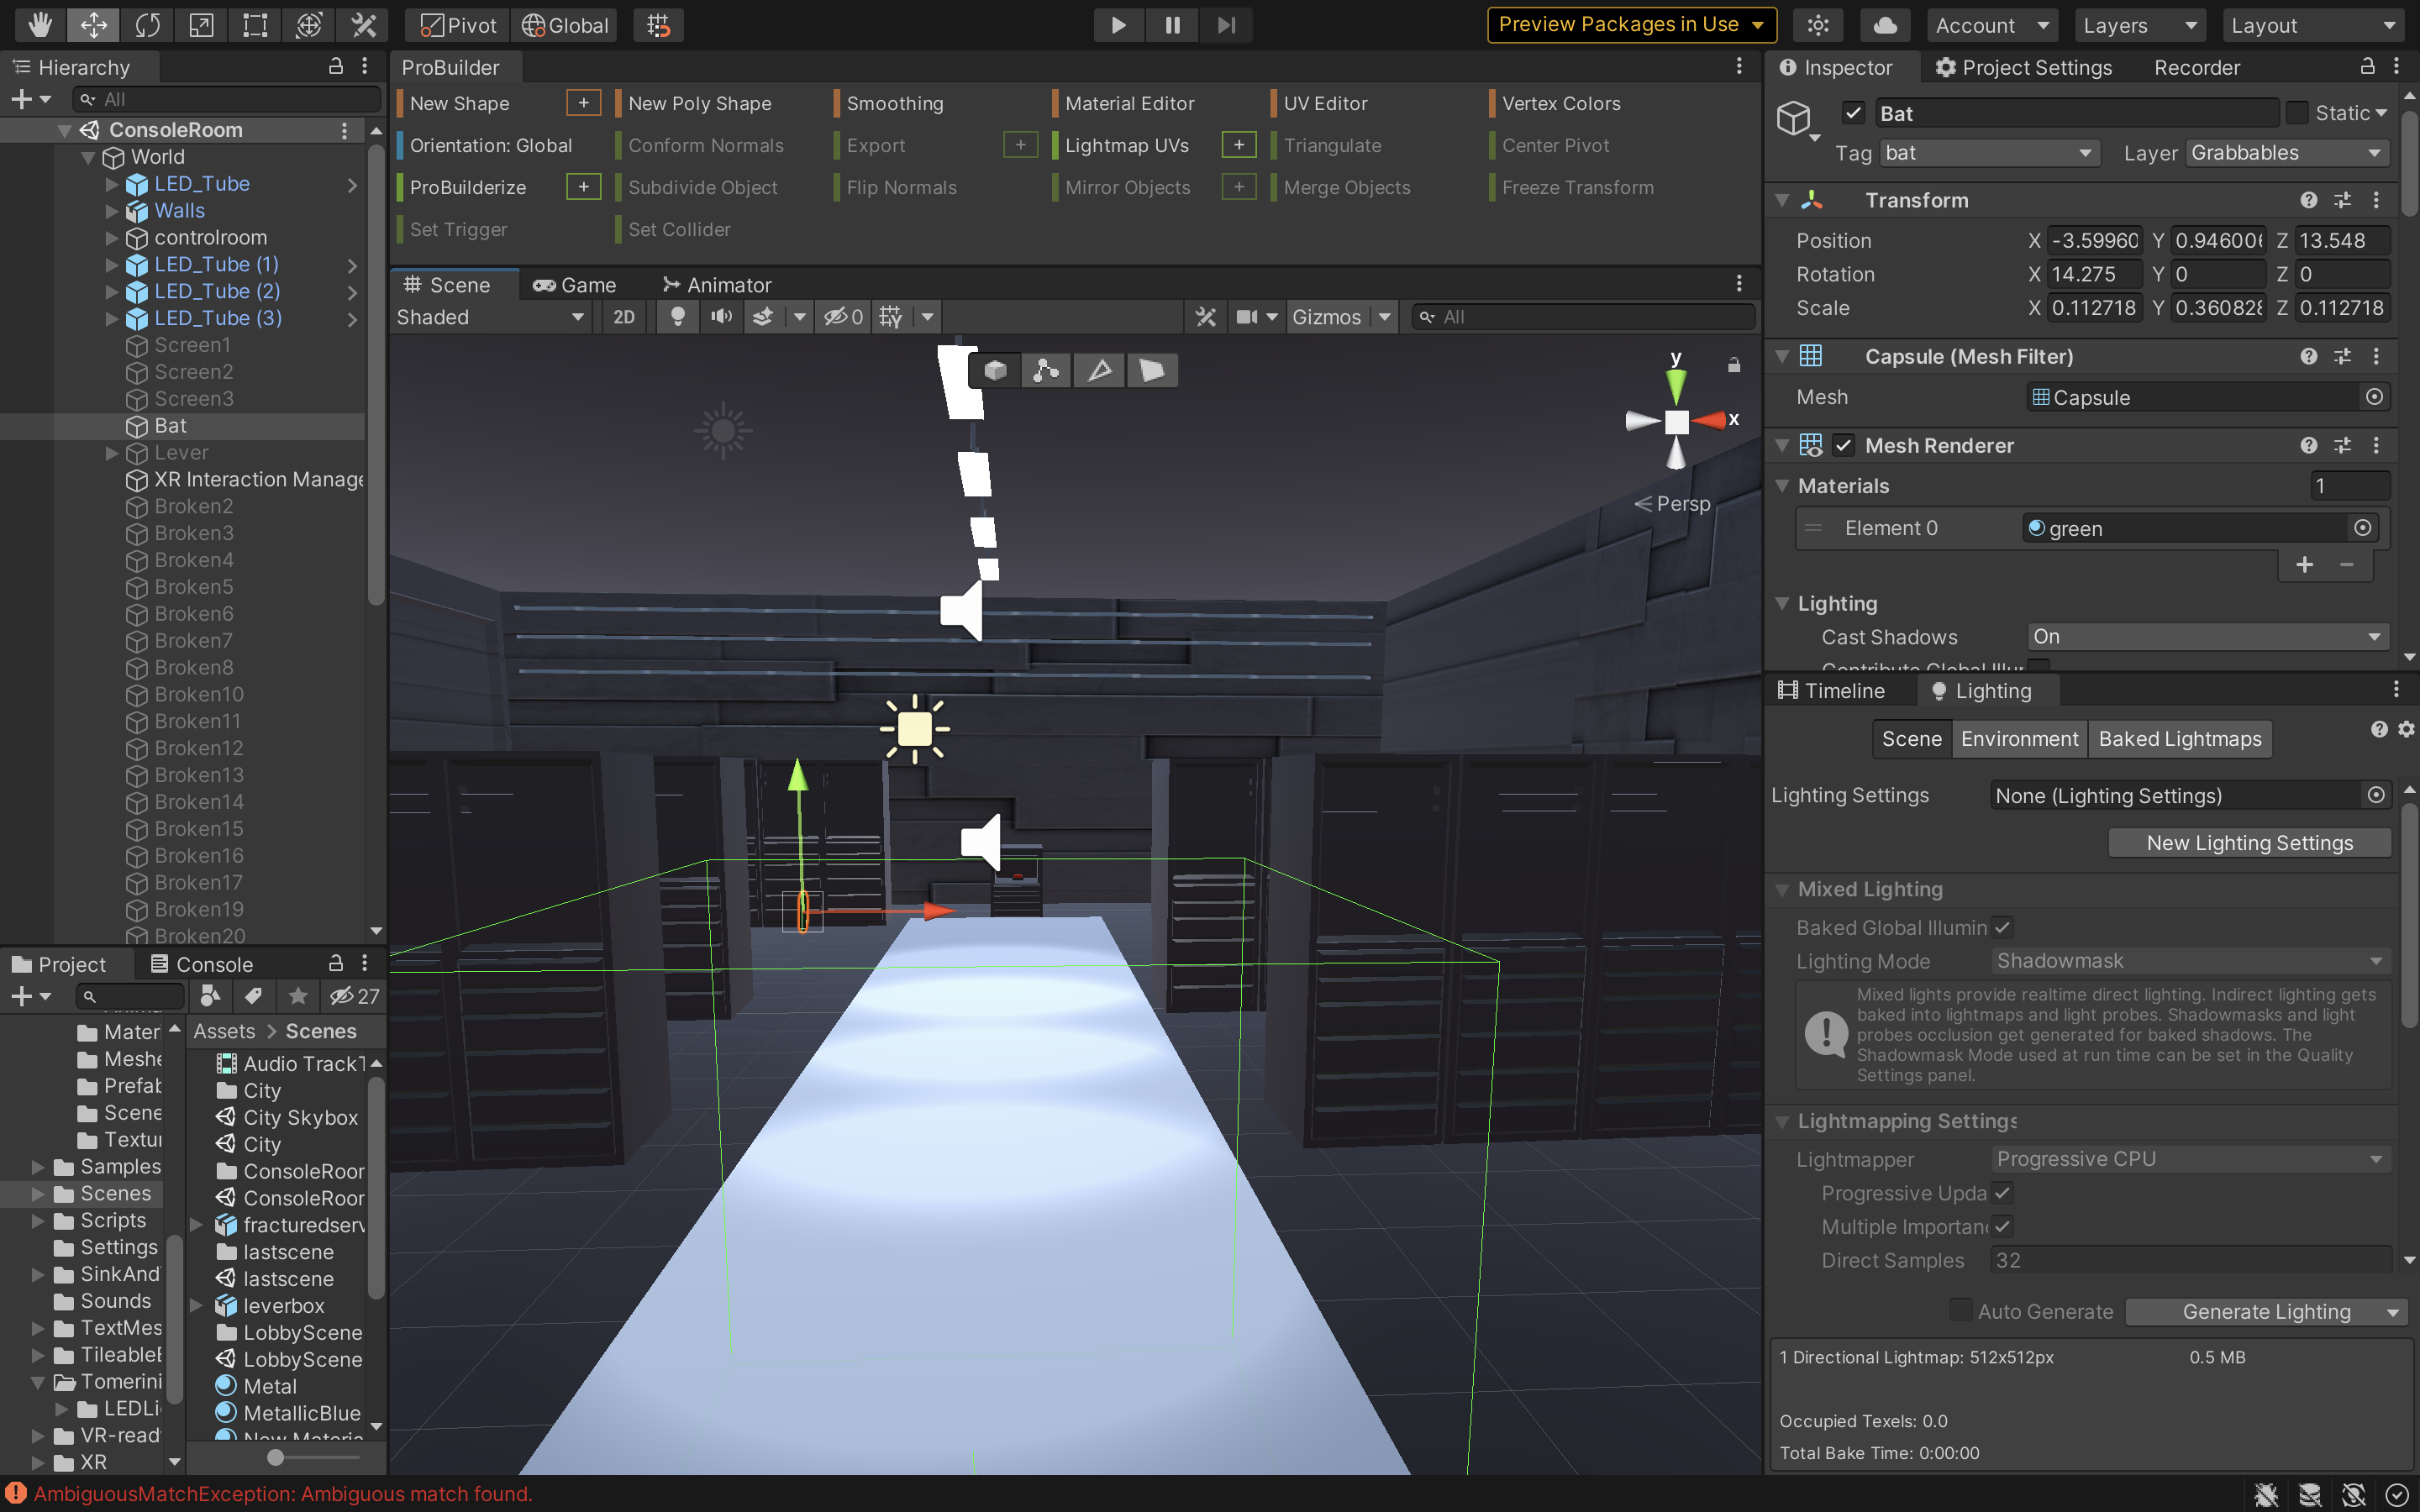 Pivot Global Preview Packages in Use Account Layers Layout
Hierarchy
All
ConsoleRoom
World
LED_Tube
Walls
controlroom
LED_Tube (1)
LED_Tube (2)
LED_Tube (3)
Screen1
Screen2
Screen3
Bat
Lever
XR Interaction Manage
Broken2
Broken3
Broken4
Broken5
Broken6
Broken7
Broken8
Broken10
Broken11
Broken12
Broken13
Broken14
Broken15
Broken16
Broken17
Broken19
Broken20
ProBuilder
New Shape + New Poly Shape Smoothing Material Editor UV Editor Vertex Colors
Orientation: Global Conform Normals Export + Lightmap UVs + Triangulate Center Pivot
ProBuilderize + Subdivide Object Flip Normals Mirror Objects + Merge Objects Freeze Transform
Set Trigger Set Collider
Scene Game Animator
Shaded 2D 0 Gizmos All
y
x
Persp
Project Console
27
Mater
Meshe
Prefab
Scene
Textur
Samples
Scenes
Scripts
Settings
SinkAnd
Sounds
TextMes
TileableB
Tomerini
LEDLi
VR-read
XR
Assets > Scenes
Audio TrackT
City
City Skybox
City
ConsoleRoor
ConsoleRoor
fracturedserv
lastscene
lastscene
leverbox
LobbyScene
LobbyScene
Metal
MetallicBlue
New Materia
Inspector Project Settings Recorder
Bat Static
Tag bat Layer Grabbables
Transform
Position X -3.59960 Y 0.946006 Z 13.548
Rotation X 14.275 Y 0 Z 0
Scale X 0.112718 Y 0.360828 Z 0.112718
Capsule (Mesh Filter)
Mesh Capsule
Mesh Renderer
Materials 1
Element 0 green
+ −
Lighting
Cast Shadows On
Contribute Global Illur
Timeline Lighting
Scene Environment Baked Lightmaps
Lighting Settings None (Lighting Settings)
New Lighting Settings
Mixed Lighting
Baked Global Illumin
Lighting Mode Shadowmask
Mixed lights provide realtime direct lighting. Indirect lighting gets
baked into lightmaps and light probes. Shadowmasks and light
probes occlusion get generated for baked shadows. The
Shadowmask Mode used at run time can be set in the Quality
Settings panel.
Lightmapping Settings
Lightmapper Progressive CPU
Progressive Upda
Multiple Importan
Direct Samples 32
Auto Generate Generate Lighting
1 Directional Lightmap: 512x512px 0.5 MB
Occupied Texels: 0.0
Total Bake Time: 0:00:00
AmbiguousMatchException: Ambiguous match found.